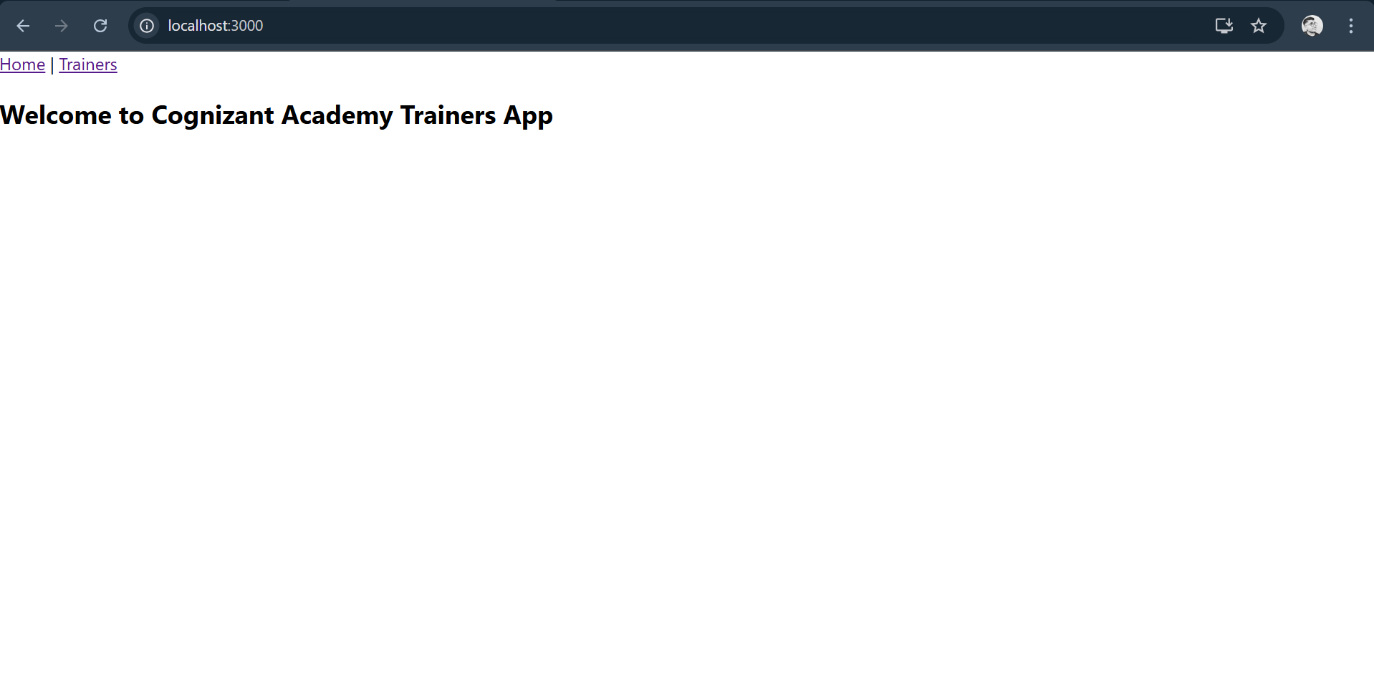 localhost:3000
Home | Trainers
Welcome to Cognizant Academy Trainers App